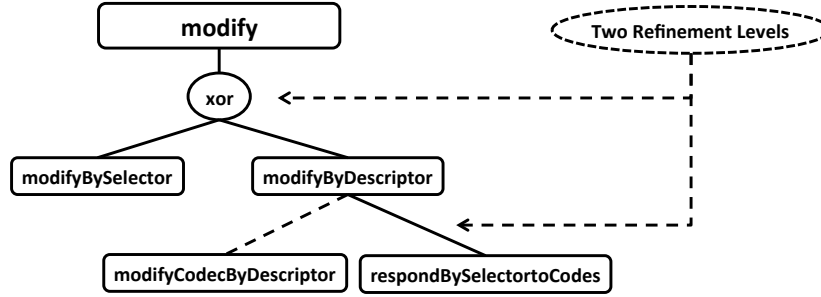 modify
Two Refinement Levels
xor
modifyBySelector
modifyByDescriptor
modifyCodecByDescriptor
respondBySelectortoCodes